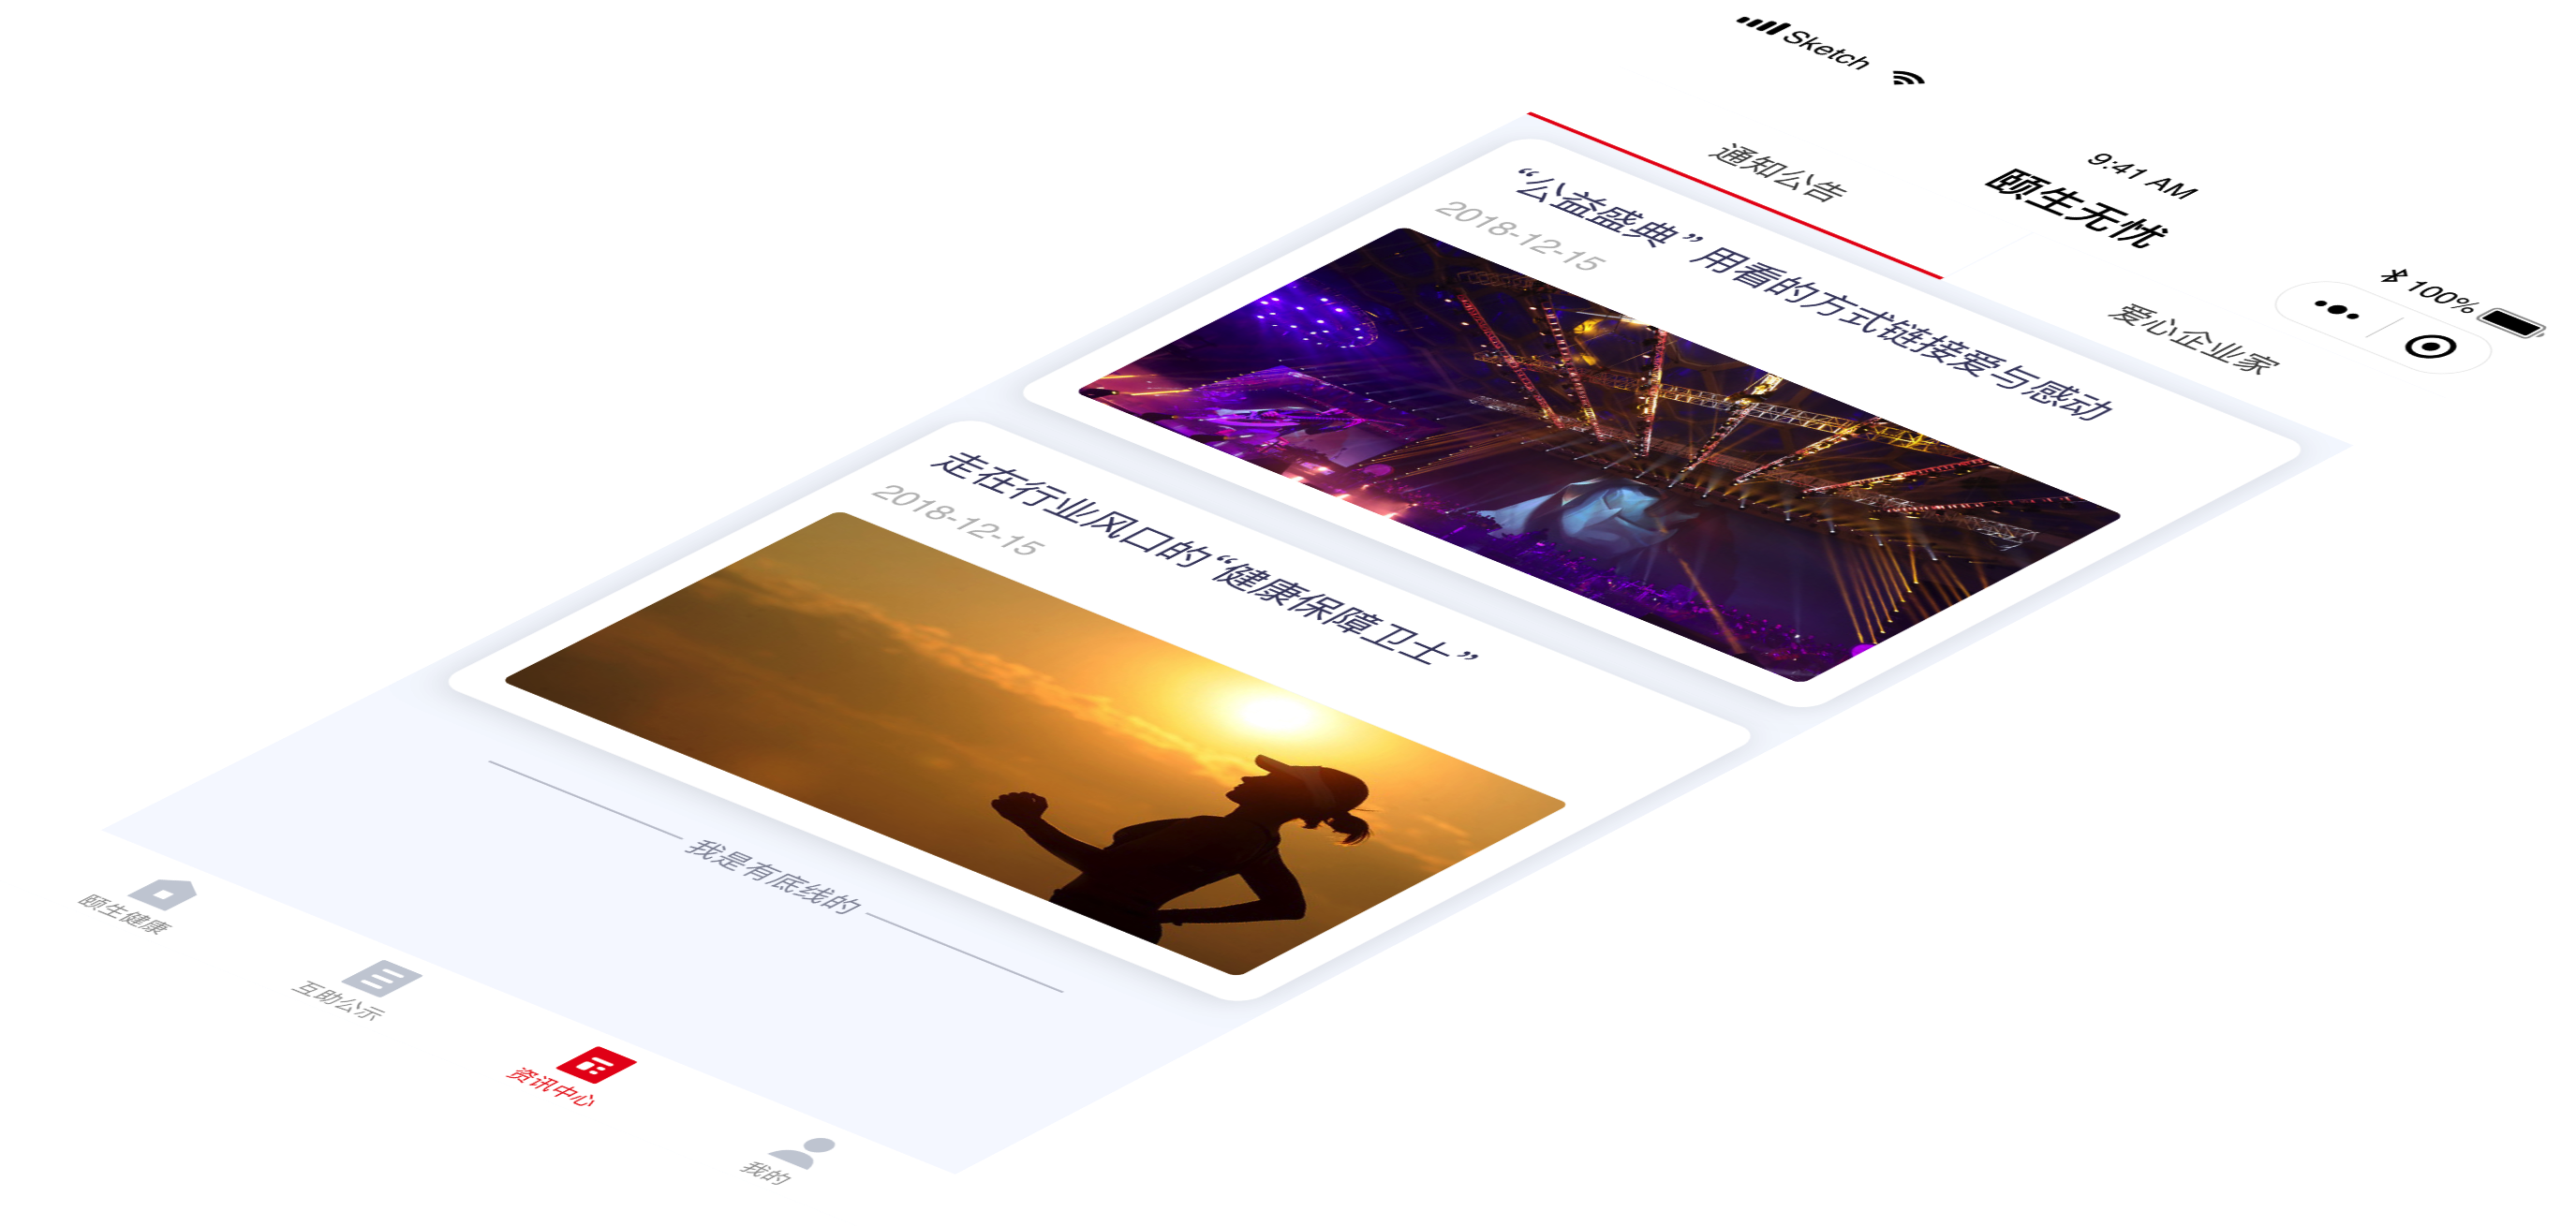 Sketch
9:41 AM
100%
颐生无忧
通知公告
爱心企业家
“公益盛典”用看的方式链接爱与感动
2018-12-15
走在行业风口的“健康保障卫士”
2018-12-15
我是有底线的
颐生健康
互助公示
资讯中心
我的